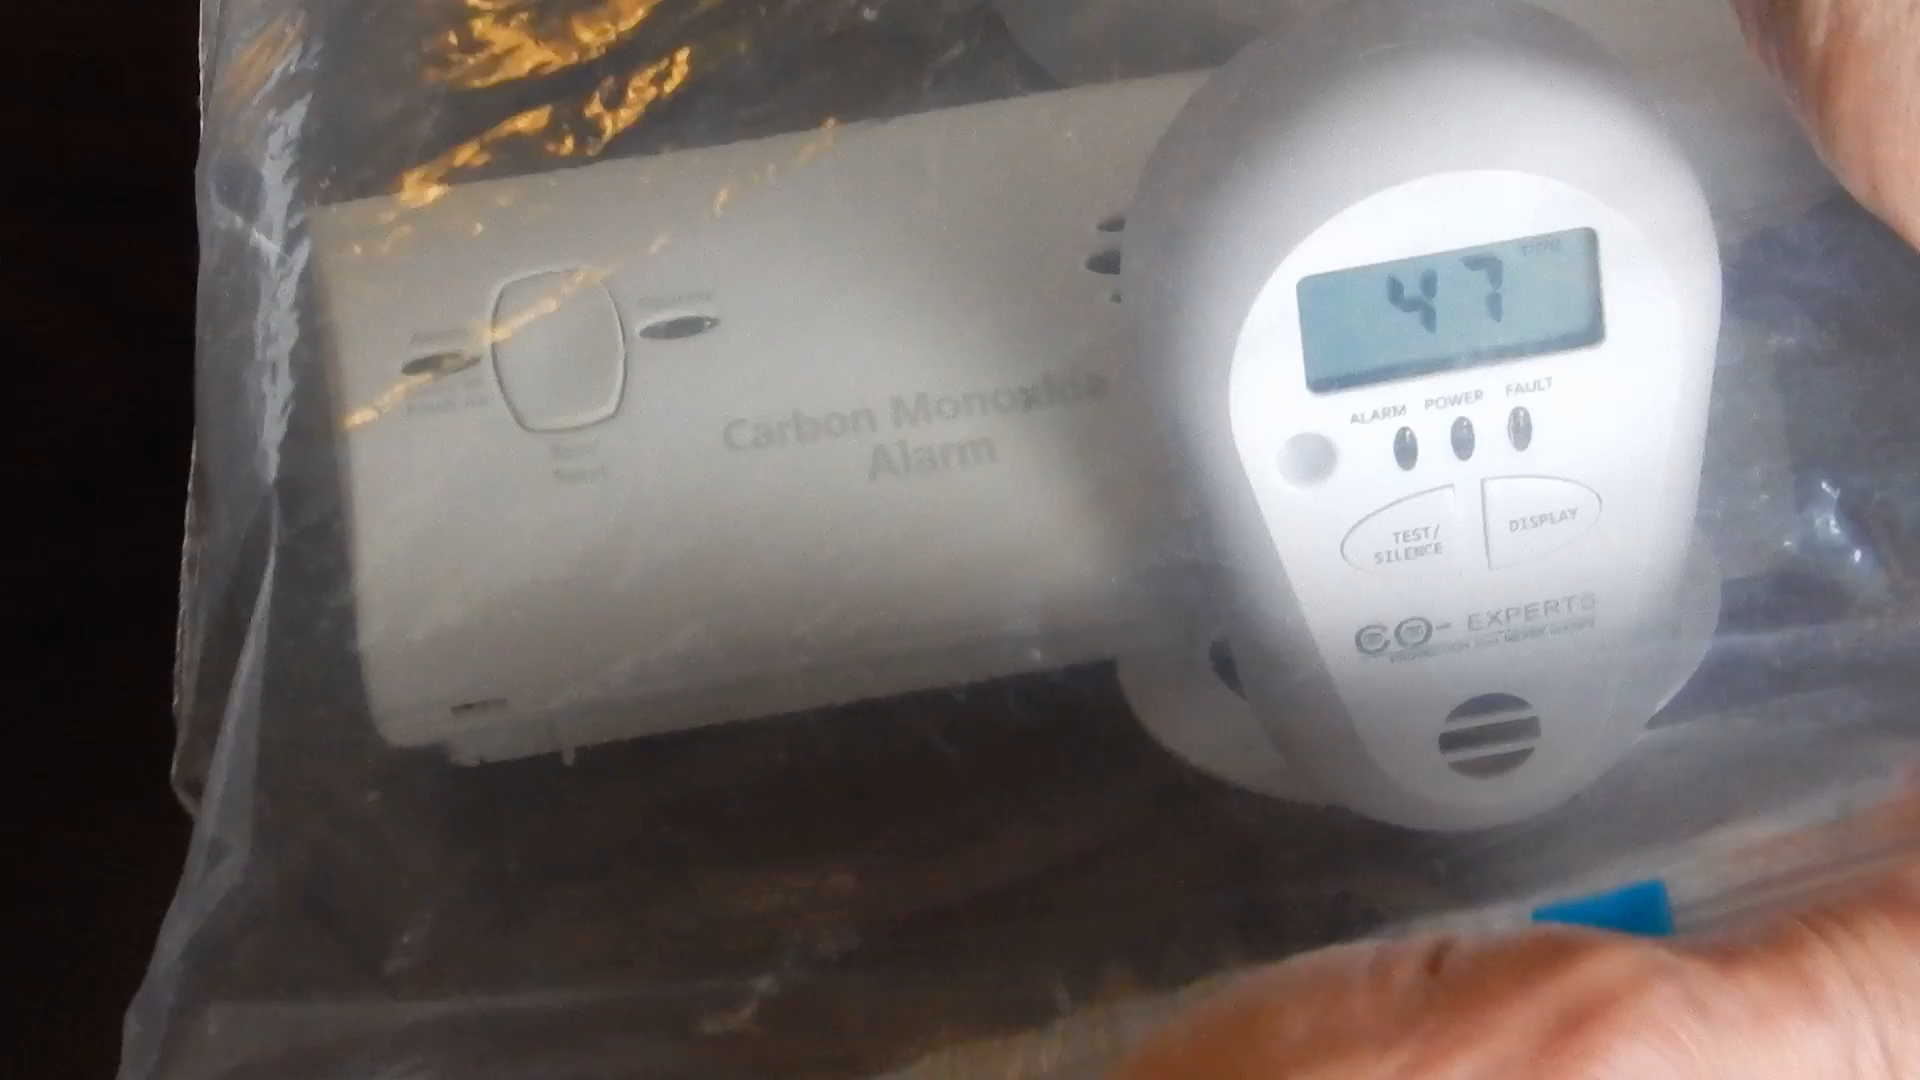 Carbon Monoxide
Alarm
47
ALARM POWER FAULT
TEST/
SILENCE
DISPLAY
CO- EXPERTS